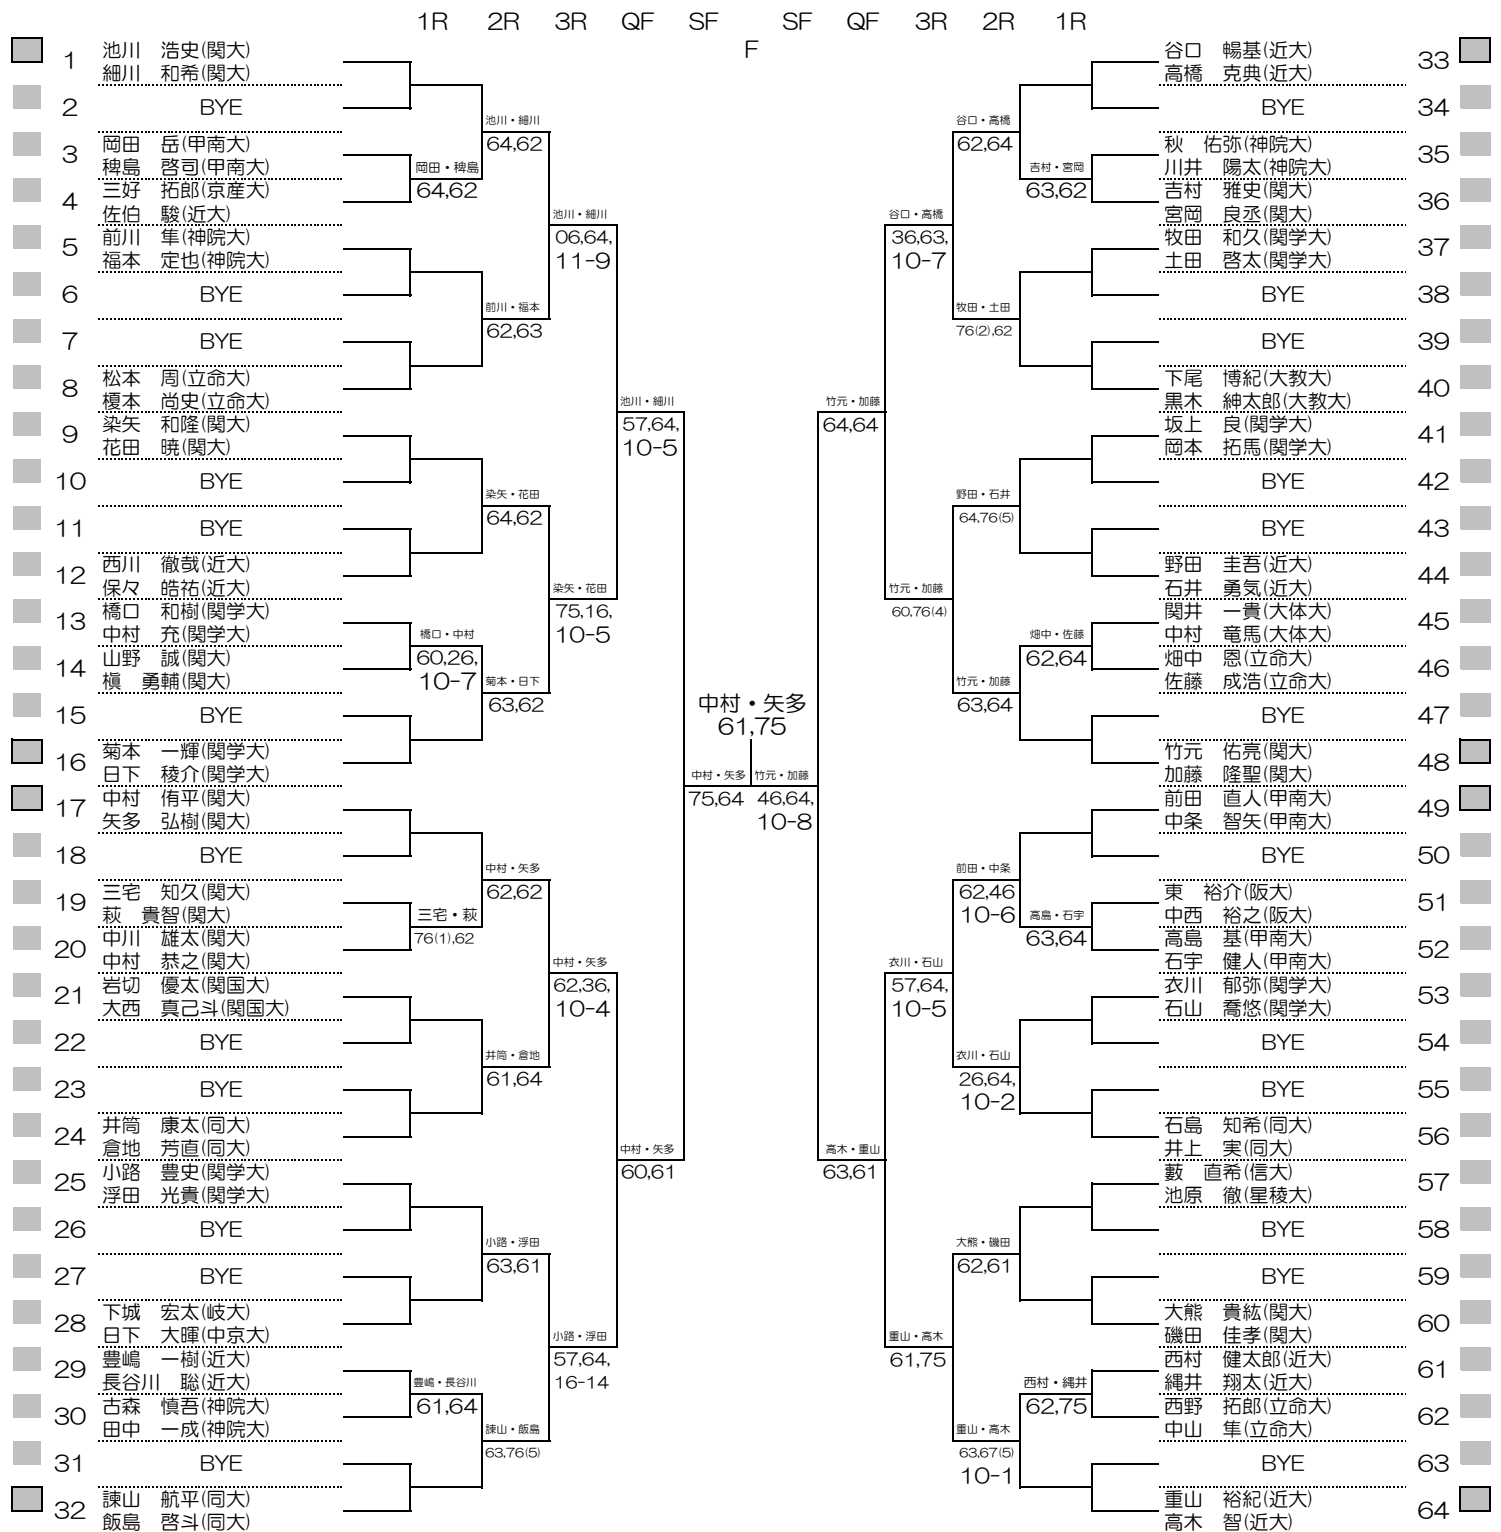 1R 2R 3R QF SF SF QF 3R 2R 1R
F
1 池川 浩史(関大)
細川 和希(関大)
2 BYE
3 岡田 岳(甲南大)
稗島 啓司(甲南大)
4 三好 拓郎(京産大)
佐伯 駿(近大)
5 前川 隼(神院大)
福本 定也(神院大)
6 BYE
7 BYE
8 松本 周(立命大)
榎本 尚史(立命大)
9 染矢 和隆(関大)
花田 暁(関大)
10 BYE
11 BYE
12 西川 徹哉(近大)
保々 皓祐(近大)
13 橋口 和樹(関学大)
中村 充(関学大)
14 山野 誠(関大)
槇 勇輔(関大)
15 BYE
16 菊本 一輝(関学大)
日下 稜介(関学大)
17 中村 侑平(関大)
矢多 弘樹(関大)
18 BYE
19 三宅 知久(関大)
萩 貴智(関大)
20 中川 雄太(関大)
中村 恭之(関大)
21 岩切 優太(関国大)
大西 真己斗(関国大)
22 BYE
23 BYE
24 井筒 康太(同大)
倉地 芳直(同大)
25 小路 豊史(関学大)
浮田 光貴(関学大)
26 BYE
27 BYE
28 下城 宏太(岐大)
日下 大暉(中京大)
29 豊嶋 一樹(近大)
長谷川 聡(近大)
30 古森 慎吾(神院大)
田中 一成(神院大)
31 BYE
32 諫山 航平(同大)
飯島 啓斗(同大)
岡田・稗島
64,62
橋口・中村
60,26,
10-7
三宅・萩
76(1),62
豊嶋・長谷川
61,64
池川・細川
64,62
前川・福本
62,63
染矢・花田
64,62
菊本・日下
63,62
中村・矢多
62,62
井筒・倉地
61,64
小路・浮田
63,61
諫山・飯島
63,76(5)
池川・細川
06,64,
11-9
染矢・花田
75,16,
10-5
中村・矢多
62,36,
10-4
小路・浮田
57,64,
16-14
池川・細川
57,64,
10-5
中村・矢多
60,61
中村・矢多
75,64
中村・矢多
61,75
竹元・加藤
46,64,
10-8
竹元・加藤
64,64
高木・重山
63,61
谷口・高橋
36,63,
10-7
竹元・加藤
60,76(4)
衣川・石山
57,64,
10-5
重山・高木
61,75
谷口・高橋
62,64
牧田・土田
76(2),62
野田・石井
64,76(5)
竹元・加藤
63,64
前田・中条
62,46
10-6
衣川・石山
26,64,
10-2
大熊・磯田
62,61
重山・高木
63,67(5)
10-1
吉村・宮岡
63,62
畑中・佐藤
62,64
高島・石宇
63,64
西村・縄井
62,75
谷口 暢基(近大) 33
高橋 克典(近大)
BYE 34
秋 佑弥(神院大) 35
川井 陽太(神院大)
吉村 雅史(関大) 36
宮岡 良丞(関大)
牧田 和久(関学大) 37
土田 啓太(関学大)
BYE 38
BYE 39
下尾 博紀(大教大) 40
黒木 紳太郎(大教大)
坂上 良(関学大) 41
岡本 拓馬(関学大)
BYE 42
BYE 43
野田 圭吾(近大) 44
石井 勇気(近大)
関井 一貴(大体大) 45
中村 竜馬(大体大)
畑中 恩(立命大) 46
佐藤 成浩(立命大)
BYE 47
竹元 佑亮(関大) 48
加藤 隆聖(関大)
前田 直人(甲南大) 49
中条 智矢(甲南大)
BYE 50
東 裕介(阪大) 51
中西 裕之(阪大)
高島 基(甲南大) 52
石宇 健人(甲南大)
衣川 郁弥(関学大) 53
石山 喬悠(関学大)
BYE 54
BYE 55
石島 知希(同大) 56
井上 実(同大)
藪 直希(信大) 57
池原 徹(星稜大)
BYE 58
BYE 59
大熊 貴紘(関大) 60
磯田 佳孝(関大)
西村 健太郎(近大) 61
縄井 翔太(近大)
西野 拓郎(立命大) 62
中山 隼(立命大)
BYE 63
重山 裕紀(近大) 64
高木 智(近大)